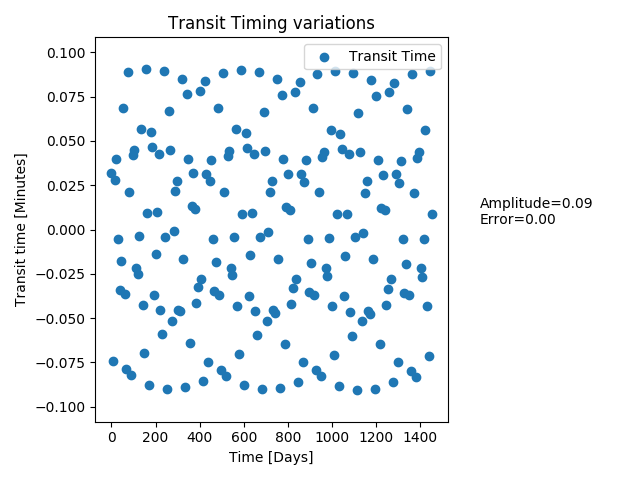 Transit Timing variations
Transit Time
0.100
0.075
0.050
0.025
0.000
−0.025
−0.050
−0.075
−0.100
Transit time [Minutes]
Amplitude=0.09
Error=0.00
0 200 400 600 800 1000 1200 1400
Time [Days]